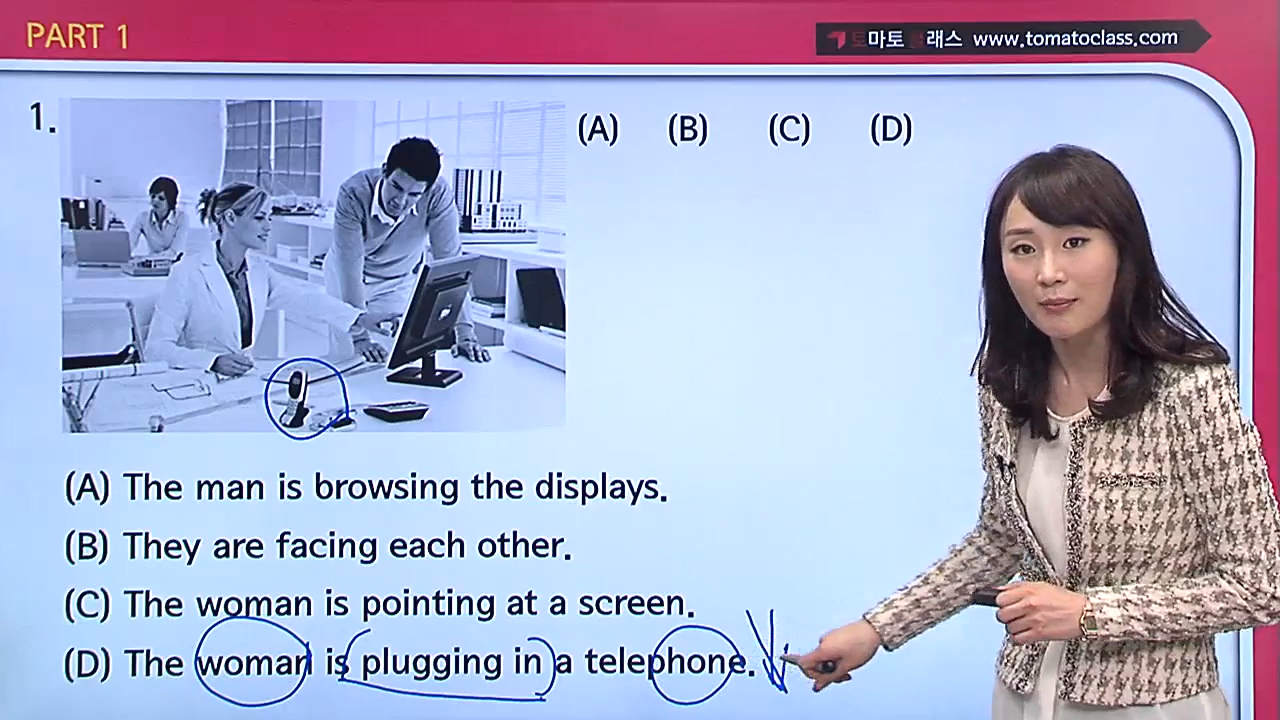 PART 1
토마토클래스 www.tomatoclass.com
1.
(A) (B) (C) (D)
(A) The man is browsing the displays.
(B) They are facing each other.
(C) The woman is pointing at a screen.
(D) The woman is plugging in a telephone.